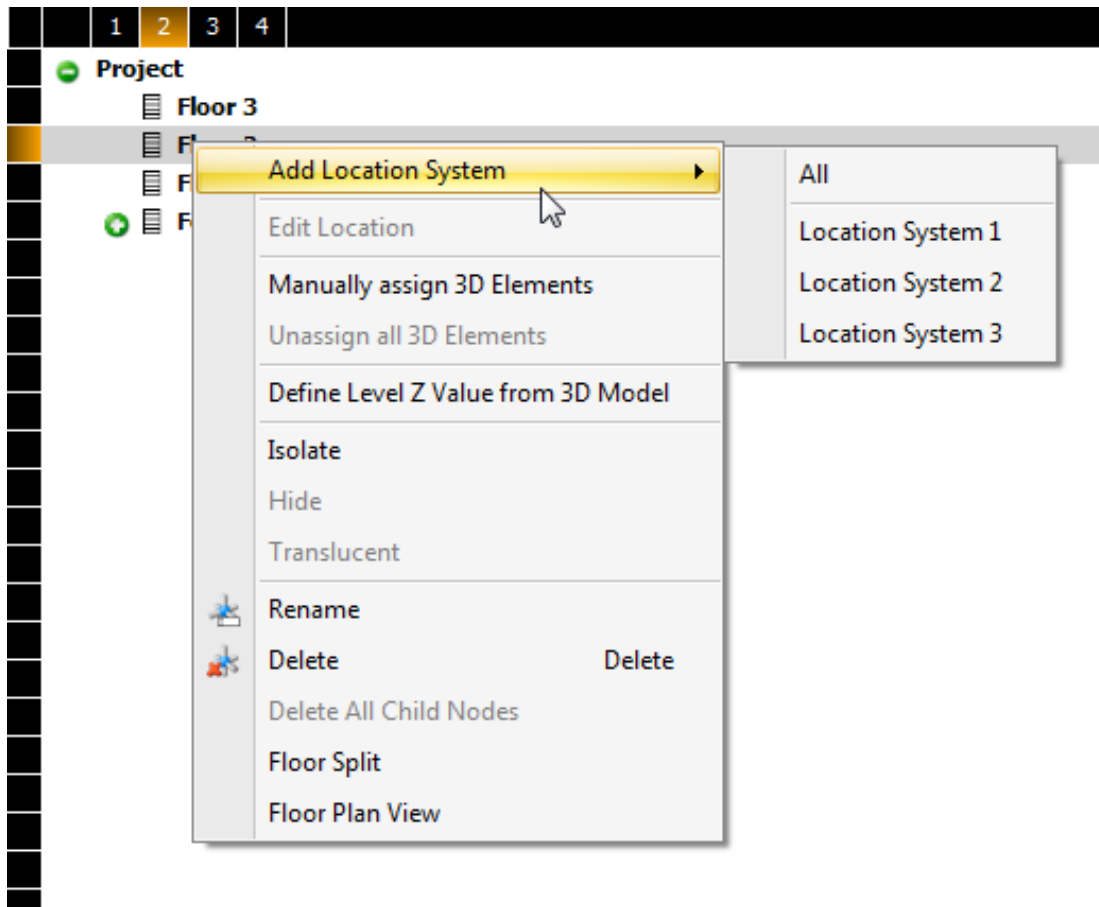 1 2 3 4
Project
Floor 3
Add Location System
All
Edit Location
Location System 1
Manually assign 3D Elements
Location System 2
Unassign all 3D Elements
Location System 3
Define Level Z Value from 3D Model
Isolate
Hide
Translucent
Rename
Delete Delete
Delete All Child Nodes
Floor Split
Floor Plan View